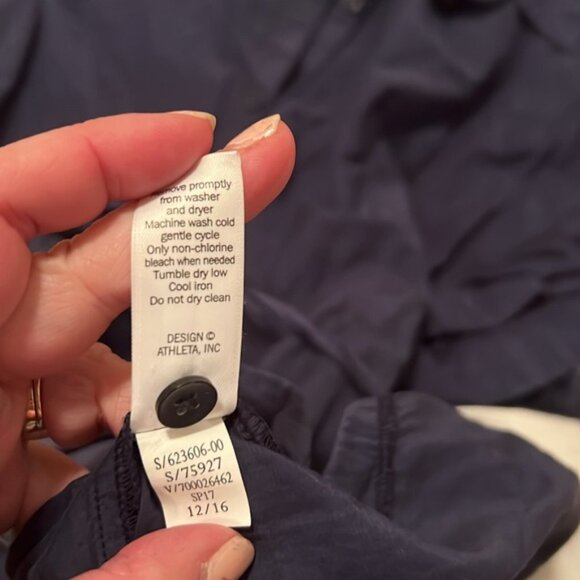 promptly
from washer
and dryer
Machine wash cold
gentle cycle
Only non-chlorine
bleach when needed
Tumble dry low
Cool iron
Do not dry clean
DESIGN ©
ATHLETA, INC
S/623606-00
S/75927
V/700026462
SP17
12/16